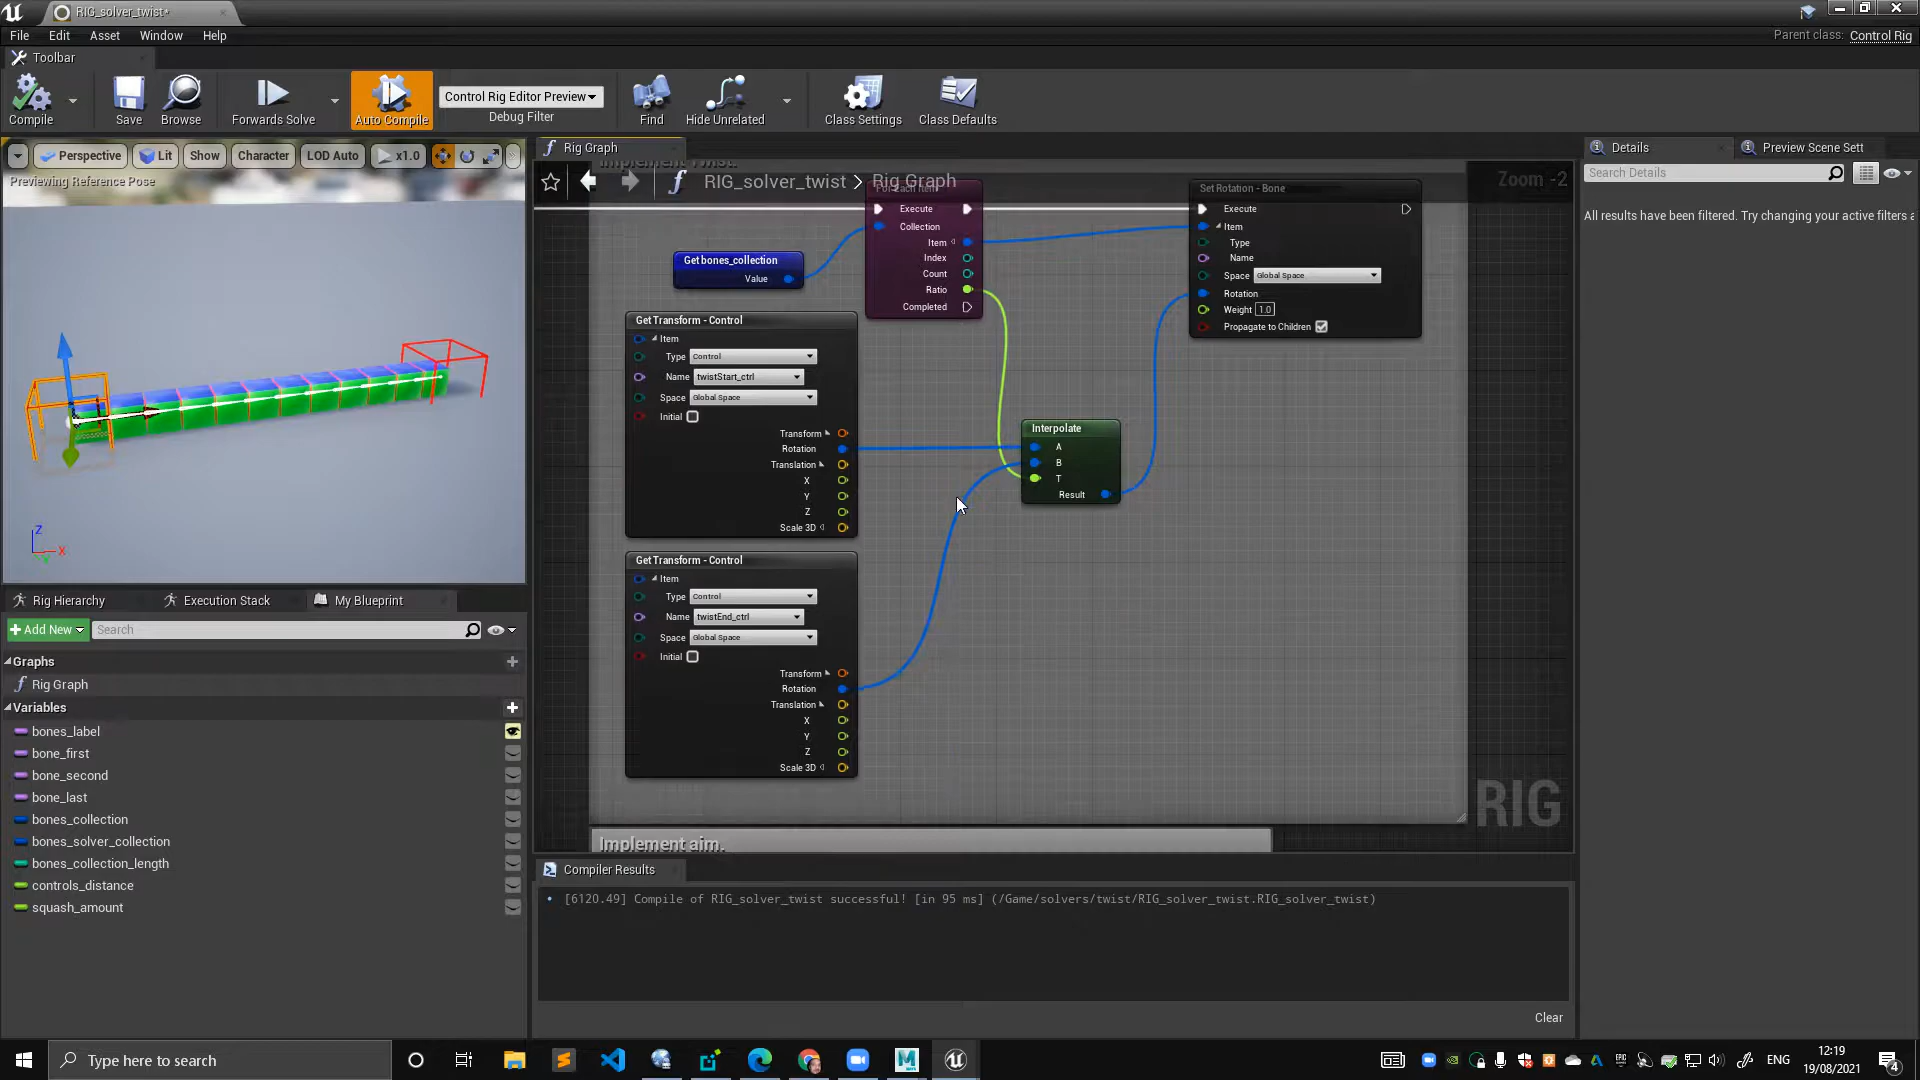 RIG_solver_twist*
File Edit Asset Window Help
Parent class: Control Rig
Toolbar
Compile Save Browse Forwards Solve Auto Compile Control Rig Editor Preview Debug Filter Find Hide Unrelated Class Settings Class Defaults
Perspective Lit Show Character LOD Auto x1.0
Previewing Reference Pose
Z
X
Rig Hierarchy Execution Stack My Blueprint
Add New Search
Graphs
Rig Graph
Variables
bones_label
bone_first
bone_second
bone_last
bones_collection
bones_solver_collection
bones_collection_length
controls_distance
squash_amount
Rig Graph
Implement Twist.
RIG_solver_twist > Rig Graph
Zoom -2
Execute
Collection
Item
Index
Count
Ratio
Completed
Get bones_collection
Value
Get Transform - Control
Item
Type Control
Name twistStart_ctrl
Space Global Space
Initial
Transform
Rotation
Translation
X
Y
Z
Scale 3D
Get Transform - Control
Item
Type Control
Name twistEnd_ctrl
Space Global Space
Initial
Transform
Rotation
Translation
X
Y
Z
Scale 3D
Interpolate
A
B
T
Result
Set Rotation - Bone
Execute
Item
Type
Name
Space Global Space
Rotation
Weight 1.0
Propagate to Children
RIG
Implement aim.
Compiler Results
[6120.49] Compile of RIG_solver_twist successful! [in 95 ms] (/Game/solvers/twist/RIG_solver_twist.RIG_solver_twist)
Clear
Details Preview Scene Sett
Search Details
All results have been filtered. Try changing your active filters a
Type here to search
ENG
12:19
19/08/2021
4